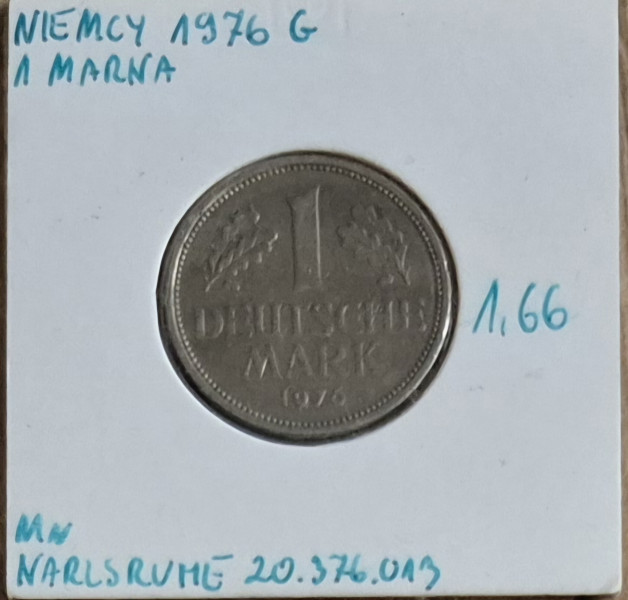 NIEMCY 1976 G
1 MARKA
1
DEUTSCHE
MARK
1976
1,66
MN
KARLSRUHE 20.376.013